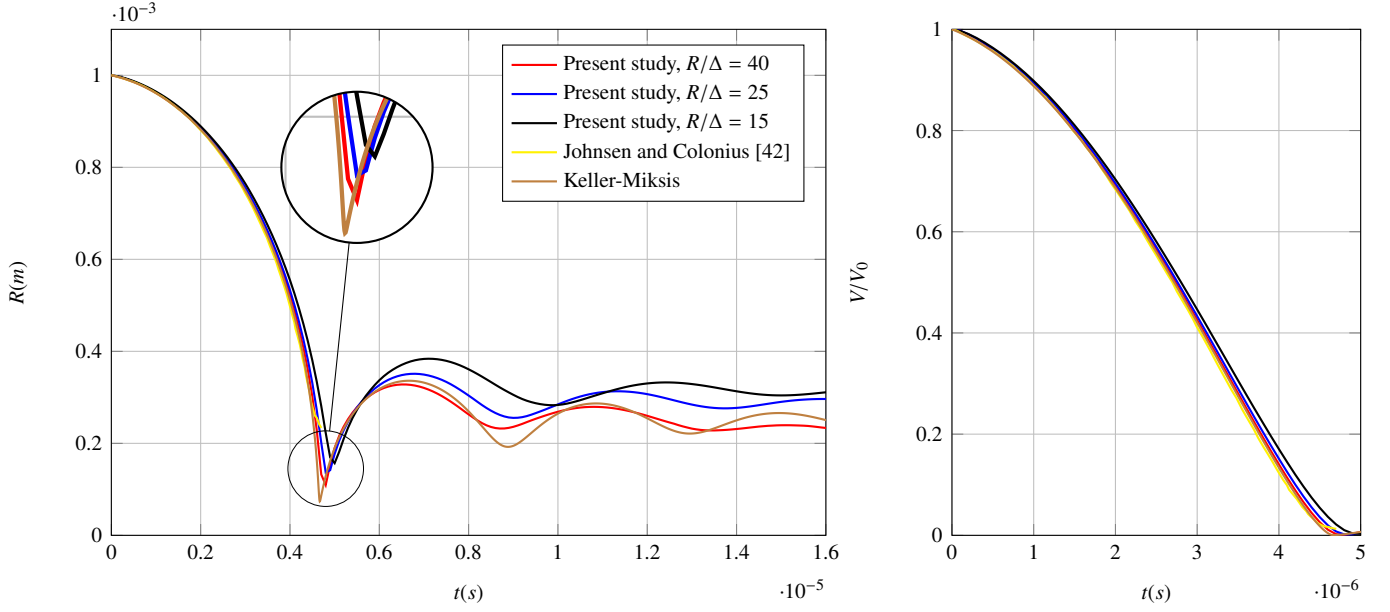 ·10⁻³
1
0.8
0.6
0.4
0.2
0
R(m)
0 0.2 0.4 0.6 0.8 1 1.2 1.4 1.6
t(s)
·10⁻⁵
Present study, R/Δ = 40
Present study, R/Δ = 25
Present study, R/Δ = 15
Johnsen and Colonius [42]
Keller-Miksis
1
0.8
0.6
0.4
0.2
0
V/V₀
0 1 2 3 4 5
t(s)
·10⁻⁶